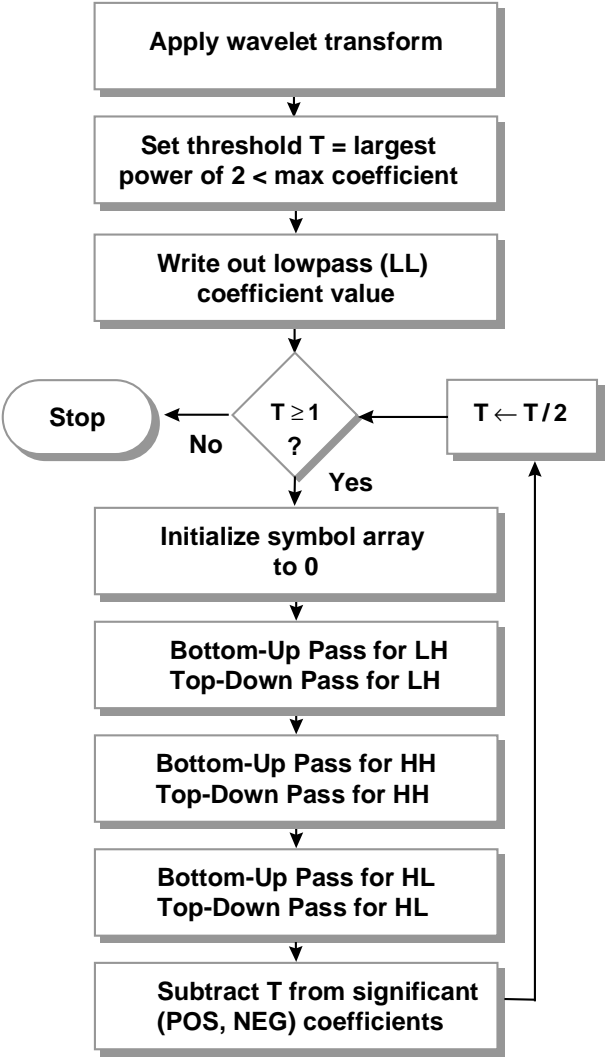 Apply wavelet transform
Set threshold T = largest
power of 2 < max coefficient
Write out lowpass (LL)
coefficient value
Stop
No
T ≥ 1
?
Yes
T ← T / 2
Initialize symbol array
to 0
Bottom-Up Pass for LH
Top-Down Pass for LH
Bottom-Up Pass for HH
Top-Down Pass for HH
Bottom-Up Pass for HL
Top-Down Pass for HL
Subtract T from significant
(POS, NEG) coefficients